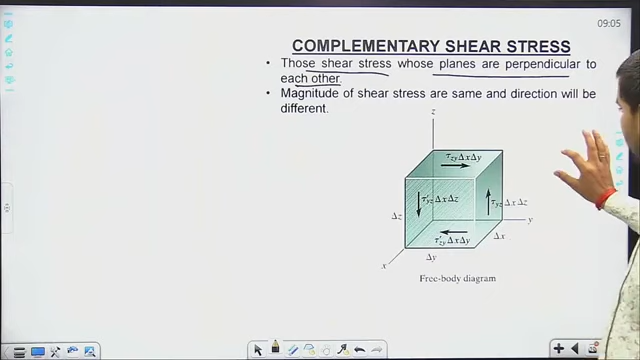 09:05
COMPLEMENTARY SHEAR STRESS
• Those shear stress whose planes are perpendicular to
each other.
• Magnitude of shear stress are same and direction will be
different.
z
τzy Δx Δy
τ′yz Δx Δz
τyz Δx Δz
Δz
y
τ′zy Δx Δy
Δx
x
Δy
Free-body diagram